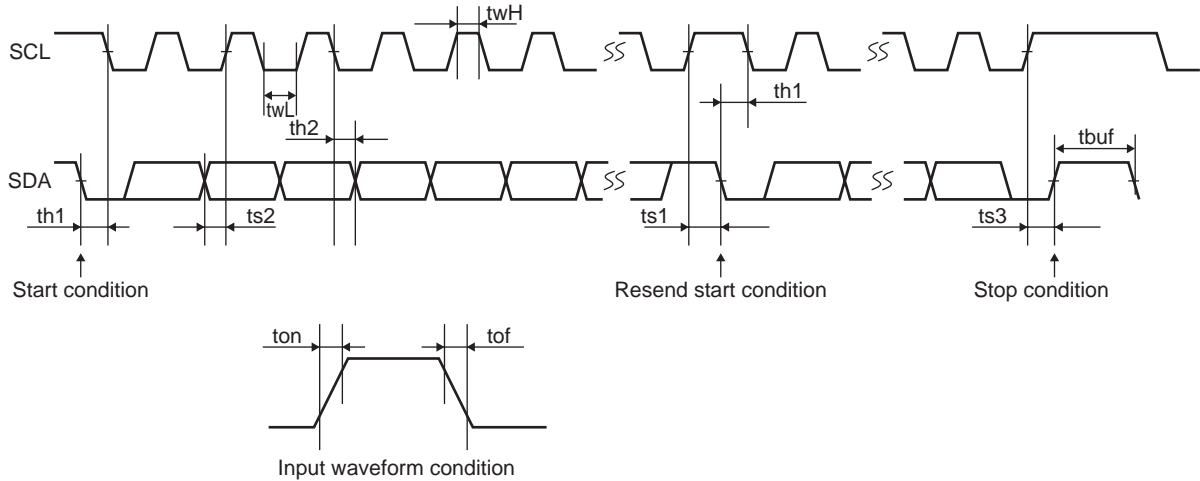 twH
SCL
twL
th1
th2
tbuf
SDA
th1
ts2
ts1
ts3
Start condition
Resend start condition
Stop condition
ton
tof
Input waveform condition